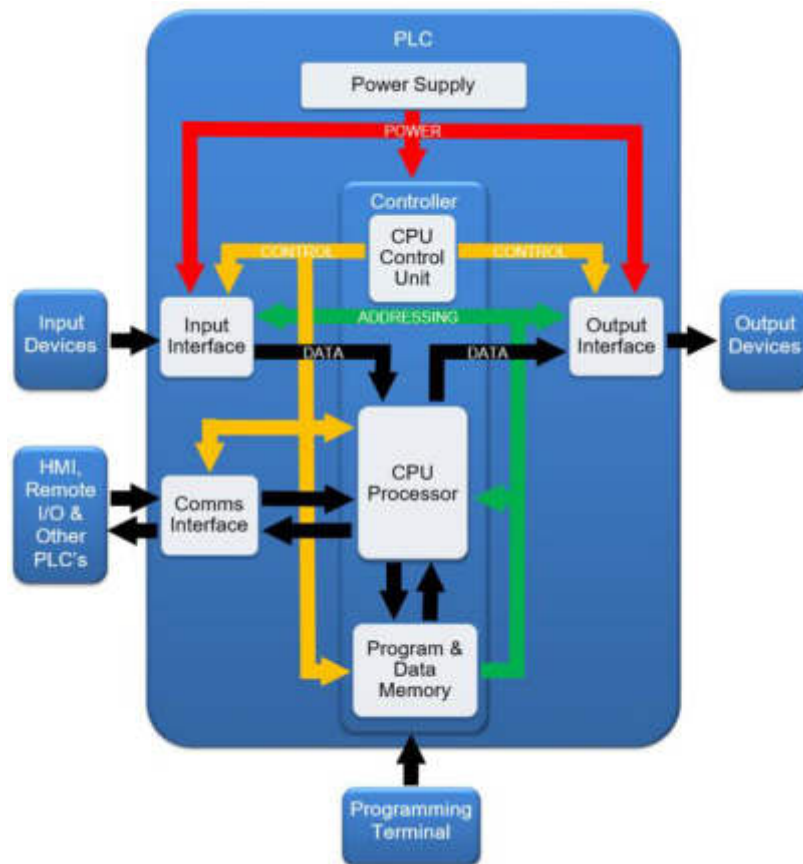 PLC
Power Supply
POWER
Controller
CPU
Control
Unit
CONTROL
CONTROL
Input
Devices
Input
Interface
ADDRESSING
Output
Interface
Output
Devices
DATA
DATA
HMI,
Remote
I/O &
Other
PLC's
Comms
Interface
CPU
Processor
Program &
Data
Memory
Programming
Terminal